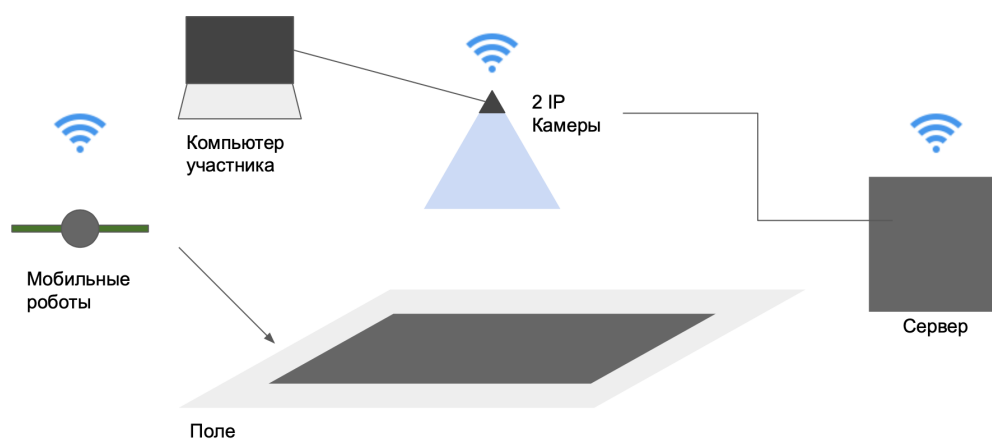 2 IP
Камеры
Компьютер
участника
Мобильные
роботы
Сервер
Поле